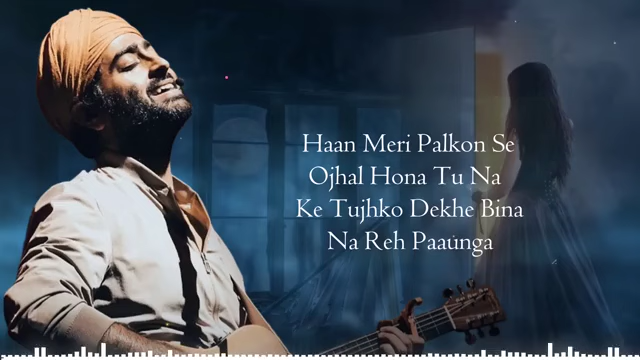 Haan Meri Palkon Se
Ojhal Hona Tu Na
Ke Tujhko Dekhe Bina
Na Reh Paaunga